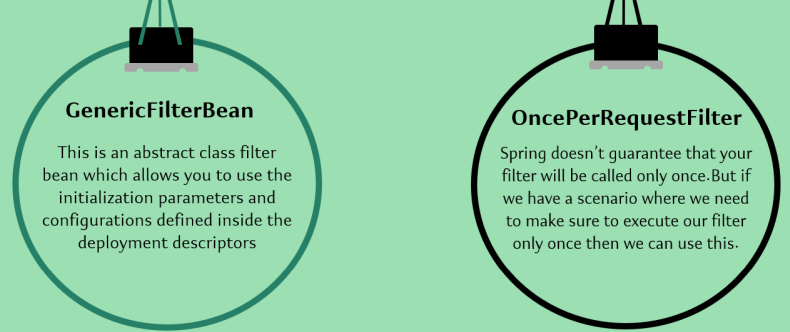 GenericFilterBean
This is an abstract class filter
bean which allows you to use the
initialization parameters and
configurations defined inside the
deployment descriptors
OncePerRequestFilter
Spring doesn't guarantee that your
filter will be called only once.But if
we have a scenario where we need
to make sure to execute our filter
only once then we can use this.